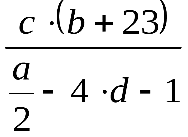 c ·(b + 23)
a/2 − 4 ·d − 1